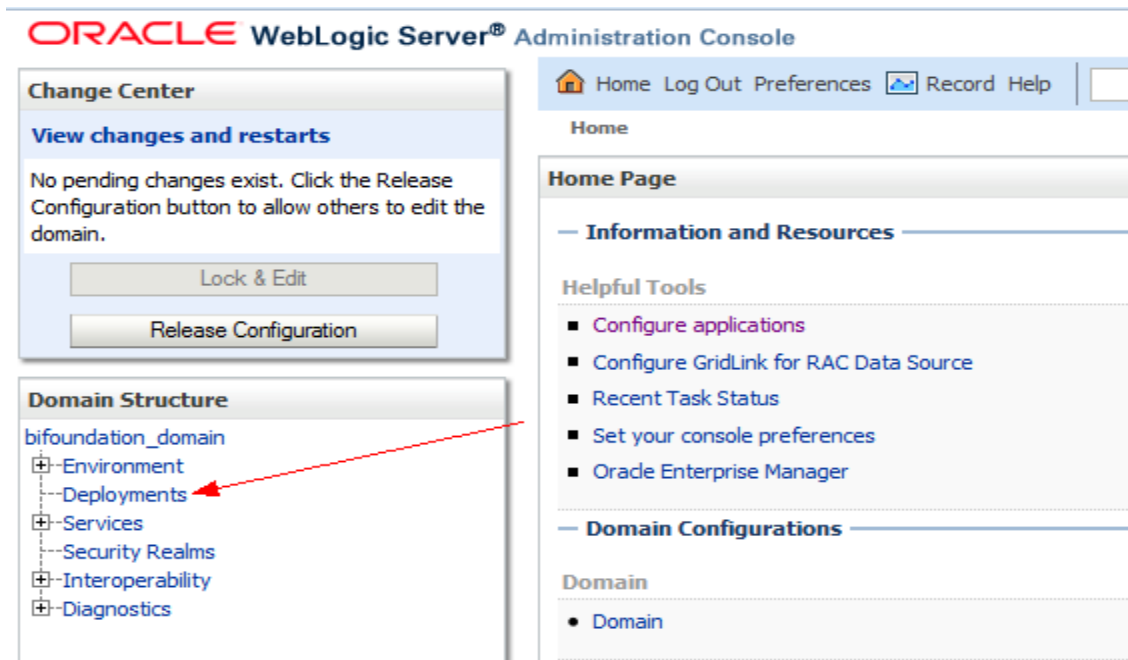 ORACLE WebLogic Server® Administration Console
Change Center
View changes and restarts
No pending changes exist. Click the Release
Configuration button to allow others to edit the
domain.
Lock & Edit
Release Configuration
Domain Structure
bifoundation_domain
Environment
Deployments
Services
Security Realms
Interoperability
Diagnostics
Home Log Out Preferences Record Help
Home
Home Page
Information and Resources
Helpful Tools
Configure applications
Configure GridLink for RAC Data Source
Recent Task Status
Set your console preferences
Oracle Enterprise Manager
Domain Configurations
Domain
Domain